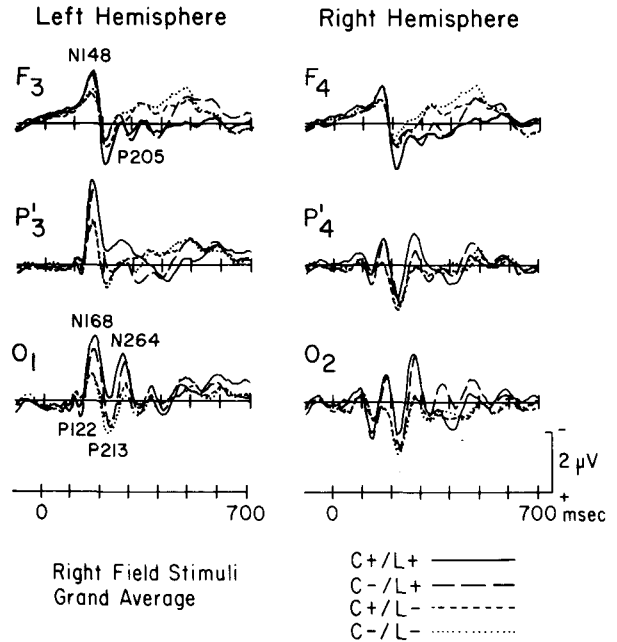 Left Hemisphere
Right Hemisphere
N148
F3
F4
P205
P'3
P'4
N168
N264
O1
O2
P122
P213
−
2 µV
+
0
700
0
700 msec
Right Field Stimuli
Grand Average
C+/L+
C-/L+
C+/L-
C-/L-